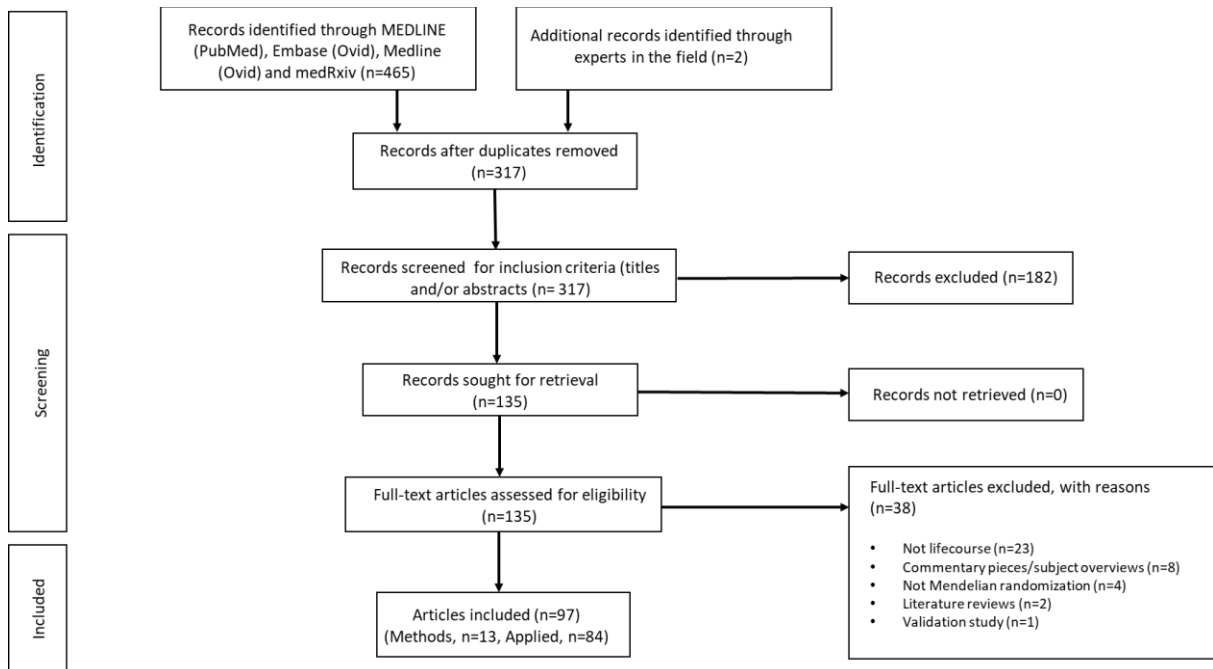 Identification
Records identified through MEDLINE
(PubMed), Embase (Ovid), Medline
(Ovid) and medRxiv (n=465)
Additional records identified through
experts in the field (n=2)
Records after duplicates removed
(n=317)
Screening
Records screened for inclusion criteria (titles
and/or abstracts (n= 317)
Records excluded (n=182)
Records sought for retrieval
(n=135)
Records not retrieved (n=0)
Full-text articles assessed for eligibility
(n=135)
Full-text articles excluded, with reasons
(n=38)
• Not lifecourse (n=23)
• Commentary pieces/subject overviews (n=8)
• Not Mendelian randomization (n=4)
• Literature reviews (n=2)
• Validation study (n=1)
Included
Articles included (n=97)
(Methods, n=13, Applied, n=84)